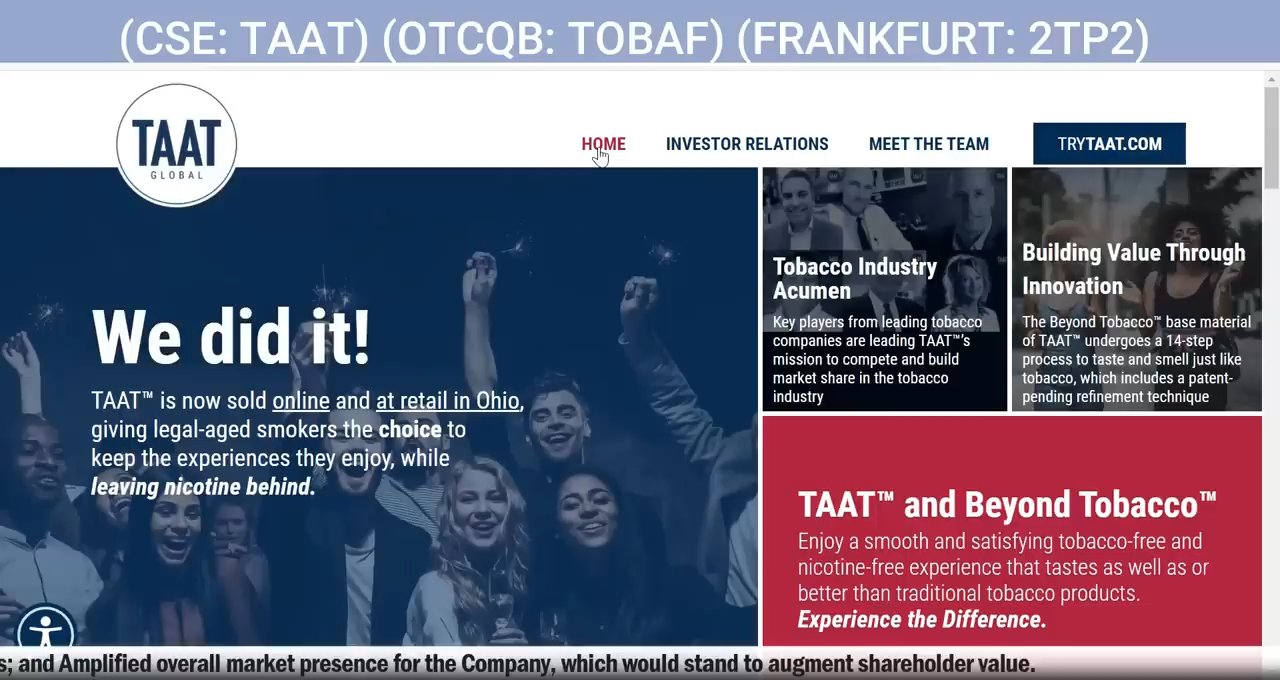 (CSE: TAAT) (OTCQB: TOBAF) (FRANKFURT: 2TP2)
TAAT
GLOBAL
HOME
INVESTOR RELATIONS
MEET THE TEAM
TRYTAAT.COM
We did it!
TAAT™ is now sold online and at retail in Ohio,
giving legal-aged smokers the choice to
keep the experiences they enjoy, while
leaving nicotine behind.
Tobacco Industry
Acumen
Key players from leading tobacco
companies are leading TAAT™'s
mission to compete and build
market share in the tobacco
industry
Building Value Through
Innovation
The Beyond Tobacco™ base material
of TAAT™ undergoes a 14-step
process to taste and smell just like
tobacco, which includes a patent-
pending refinement technique
TAAT™ and Beyond Tobacco™
Enjoy a smooth and satisfying tobacco-free and
nicotine-free experience that tastes as well as or
better than traditional tobacco products.
Experience the Difference.
s; and Amplified overall market presence for the Company, which would stand to augment shareholder value.